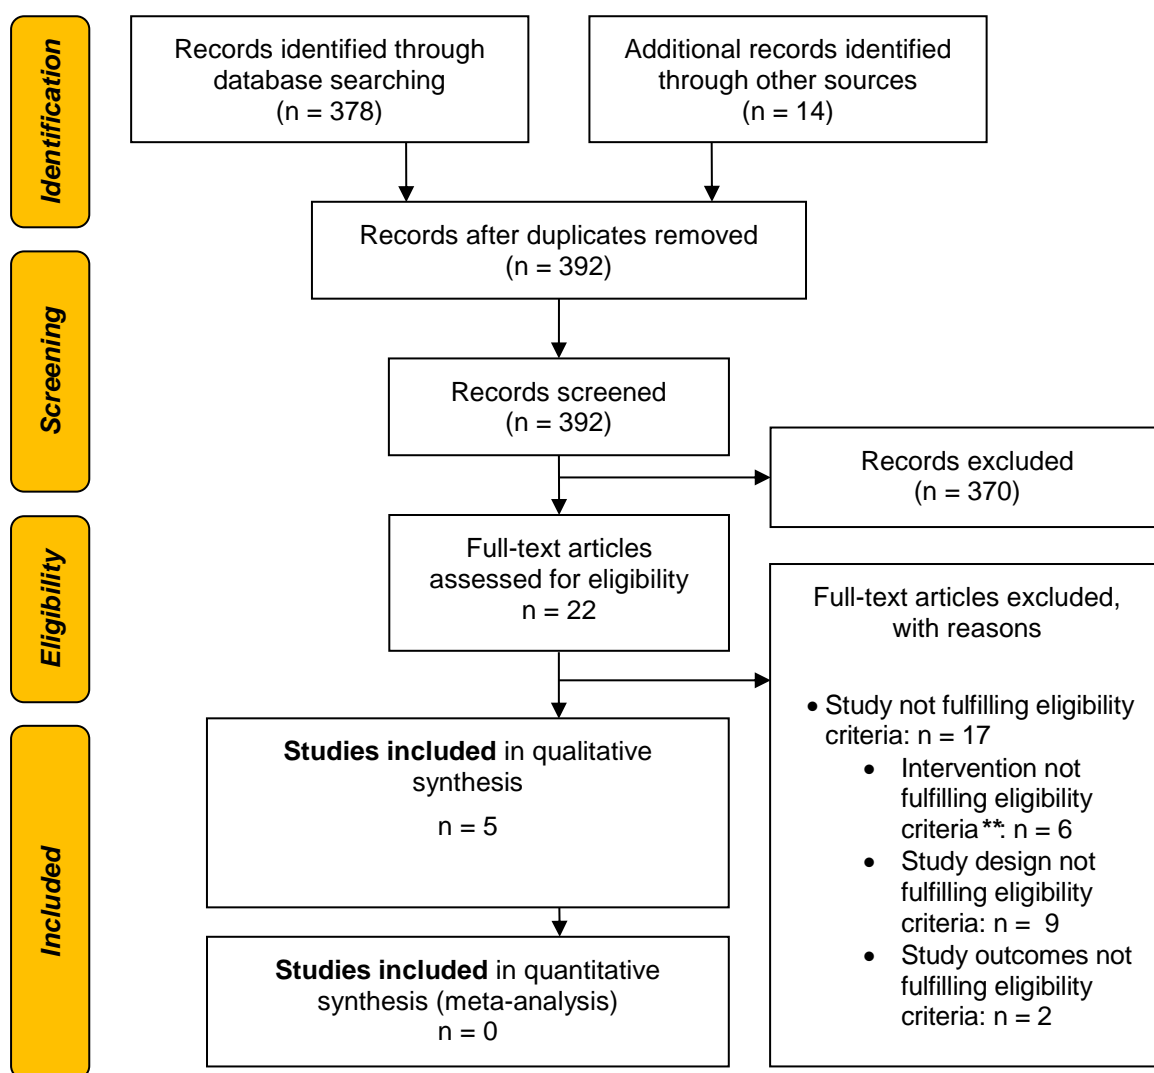 Identification
Records identified through
database searching
(n = 378)
Additional records identified
through other sources
(n = 14)
Records after duplicates removed
(n = 392)
Screening
Records screened
(n = 392)
Records excluded
(n = 370)
Eligibility
Full-text articles
assessed for eligibility
n = 22
Full-text articles excluded,
with reasons
• Study not fulfilling eligibility
criteria: n = 17
• Intervention not
fulfilling eligibility
criteria**: n = 6
• Study design not
fulfilling eligibility
criteria: n = 9
• Study outcomes not
fulfilling eligibility
criteria: n = 2
Included
Studies included in qualitative
synthesis
n = 5
Studies included in quantitative
synthesis (meta-analysis)
n = 0